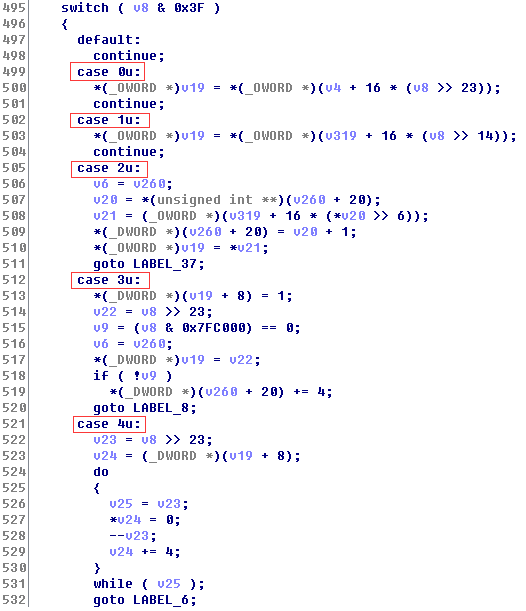 495 switch ( v8 & 0x3F )
496 {
497 default:
498 continue;
499 case 0u:
500 *(_OWORD *)v19 = *(_OWORD *)(v4 + 16 * (v8 >> 23));
501 continue;
502 case 1u:
503 *(_OWORD *)v19 = *(_OWORD *)(v319 + 16 * (v8 >> 14));
504 continue;
505 case 2u:
506 v6 = v260;
507 v20 = *(unsigned int **)(v260 + 20);
508 v21 = (_OWORD *)(v319 + 16 * (*v20 >> 6));
509 *(_DWORD *)(v260 + 20) = v20 + 1;
510 *(_OWORD *)v19 = *v21;
511 goto LABEL_37;
512 case 3u:
513 *(_DWORD *)(v19 + 8) = 1;
514 v22 = v8 >> 23;
515 v9 = (v8 & 0x7FC000) == 0;
516 v6 = v260;
517 *(_DWORD *)v19 = v22;
518 if ( !v9 )
519 *(_DWORD *)(v260 + 20) += 4;
520 goto LABEL_8;
521 case 4u:
522 v23 = v8 >> 23;
523 v24 = (_DWORD *)(v19 + 8);
524 do
525 {
526 v25 = v23;
527 *v24 = 0;
528 --v23;
529 v24 += 4;
530 }
531 while ( v25 );
532 goto LABEL_6;